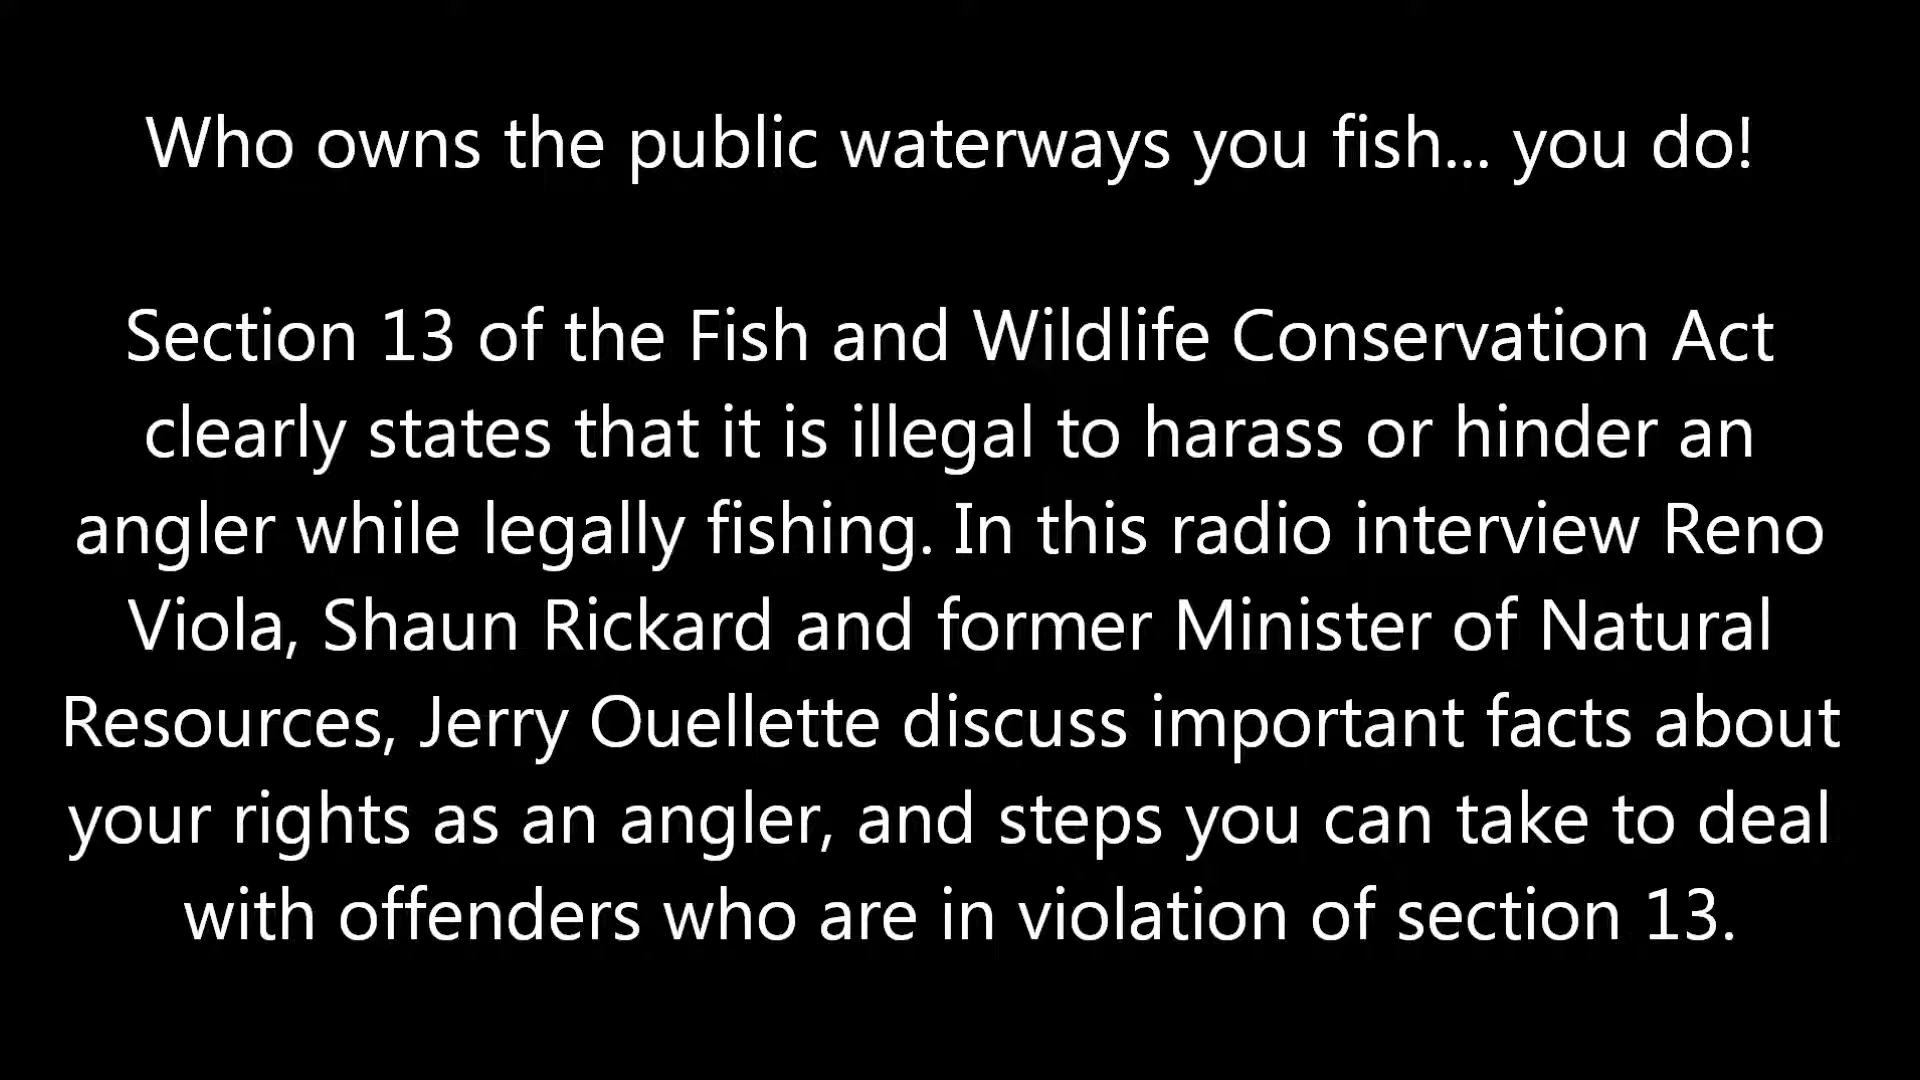 Who owns the public waterways you fish... you do!
Section 13 of the Fish and Wildlife Conservation Act
clearly states that it is illegal to harass or hinder an
angler while legally fishing. In this radio interview Reno
Viola, Shaun Rickard and former Minister of Natural
Resources, Jerry Ouellette discuss important facts about
your rights as an angler, and steps you can take to deal
with offenders who are in violation of section 13.